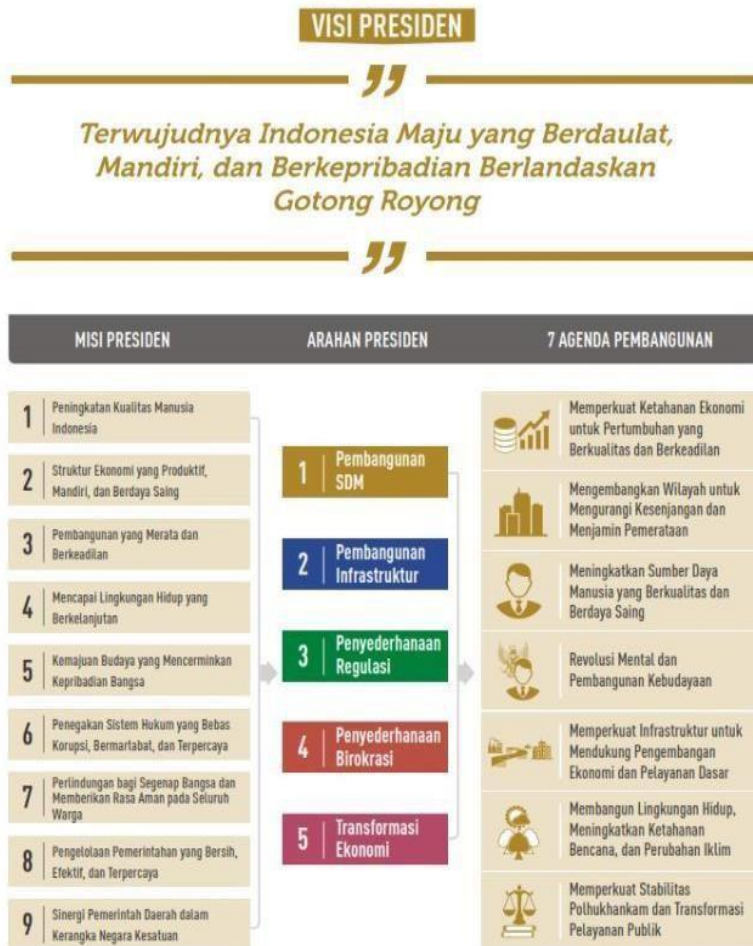 VISI PRESIDEN
”
Terwujudnya Indonesia Maju yang Berdaulat,
Mandiri, dan Berkepribadian Berlandaskan
Gotong Royong
”
MISI PRESIDEN
1
Peningkatan Kualitas Manusia
Indonesia
2
Struktur Ekonomi yang Produktif,
Mandiri, dan Berdaya Saing
3
Pembangunan yang Merata dan
Berkeadilan
4
Mencapai Lingkungan Hidup yang
Berkelanjutan
5
Kemajuan Budaya yang Mencerminkan
Kepribadian Bangsa
6
Penegakan Sistem Hukum yang Bebas
Korupsi, Bermartabat, dan Terpercaya
7
Perlindungan bagi Segenap Bangsa dan
Memberikan Rasa Aman pada Seluruh
Warga
8
Pengelolaan Pemerintahan yang Bersih,
Efektif, dan Terpercaya
9
Sinergi Pemerintah Daerah dalam
Kerangka Negara Kesatuan
ARAHAN PRESIDEN
1
Pembangunan
SDM
2
Pembangunan
Infrastruktur
3
Penyederhanaan
Regulasi
4
Penyederhanaan
Birokrasi
5
Transformasi
Ekonomi
7 AGENDA PEMBANGUNAN
Memperkuat Ketahanan Ekonomi
untuk Pertumbuhan yang
Berkualitas dan Berkeadilan
Mengembangkan Wilayah untuk
Mengurangi Kesenjangan dan
Menjamin Pemerataan
Meningkatkan Sumber Daya
Manusia yang Berkualitas dan
Berdaya Saing
Revolusi Mental dan
Pembangunan Kebudayaan
Memperkuat Infrastruktur untuk
Mendukung Pengembangan
Ekonomi dan Pelayanan Dasar
Membangun Lingkungan Hidup,
Meningkatkan Ketahanan
Bencana, dan Perubahan Iklim
Memperkuat Stabilitas
Polhukhankam dan Transformasi
Pelayanan Publik